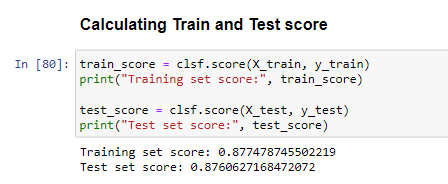 Calculating Train and Test score
In [80]: train_score = clsf.score(X_train, y_train)
print("Training set score:", train_score)
test_score = clsf.score(X_test, y_test)
print("Test set score:", test_score)
Training set score: 0.877478745502219
Test set score: 0.8760627168472072